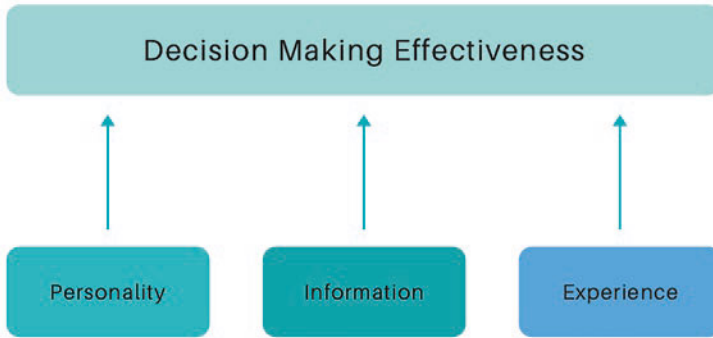 Decision Making Effectiveness
Personality
Information
Experience